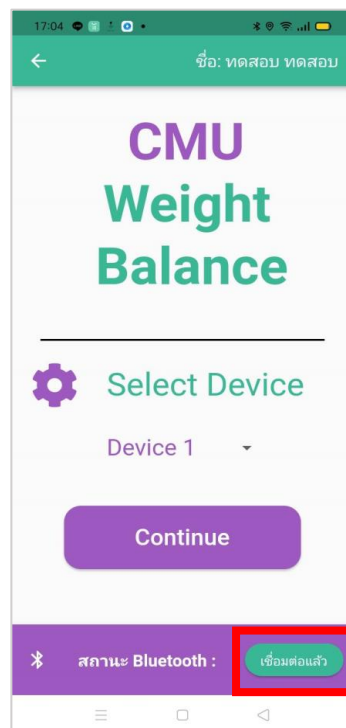 17:04
ชื่อ: ทดสอบ ทดสอบ
CMU
Weight
Balance
Select Device
Device 1
Continue
สถานะ Bluetooth :
เชื่อมต่อแล้ว